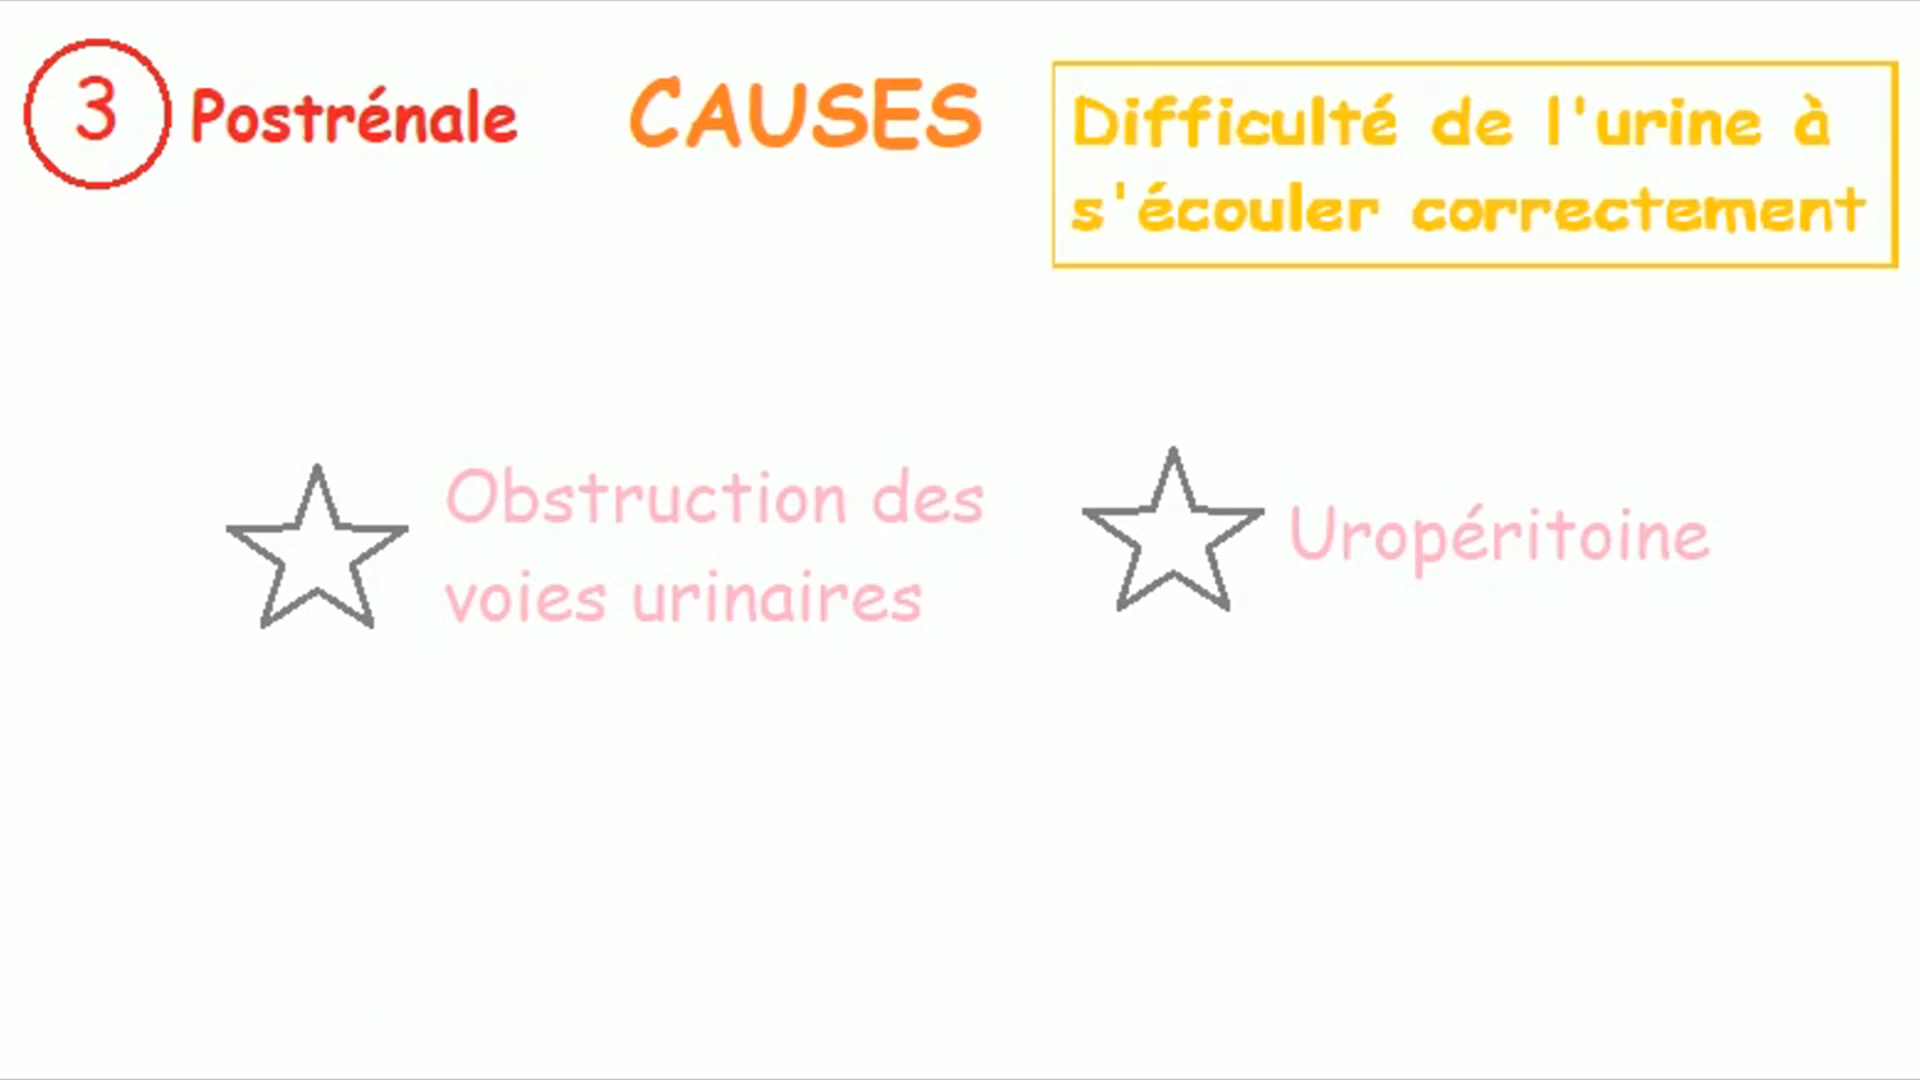 3 Postrénale CAUSES
Difficulté de l'urine à
s'écouler correctement
Obstruction des
voies urinaires
Uropéritoine